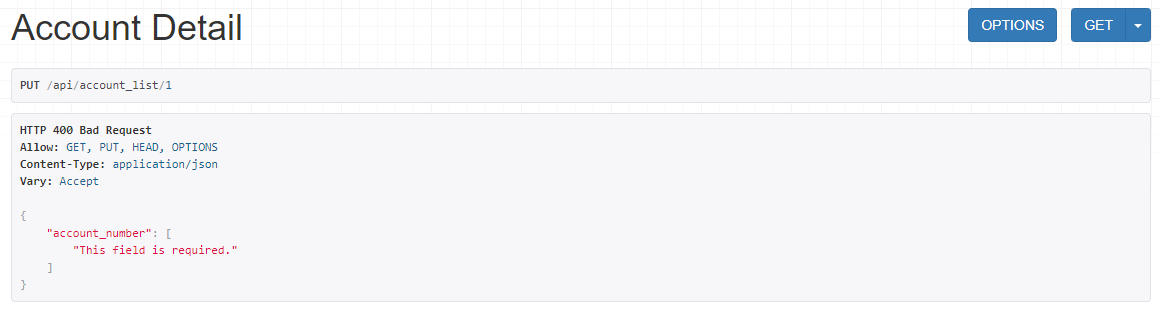 Account Detail
OPTIONS
GET
PUT /api/account_list/1
HTTP 400 Bad Request
Allow: GET, PUT, HEAD, OPTIONS
Content-Type: application/json
Vary: Accept
{
    "account_number": [
        "This field is required."
    ]
}